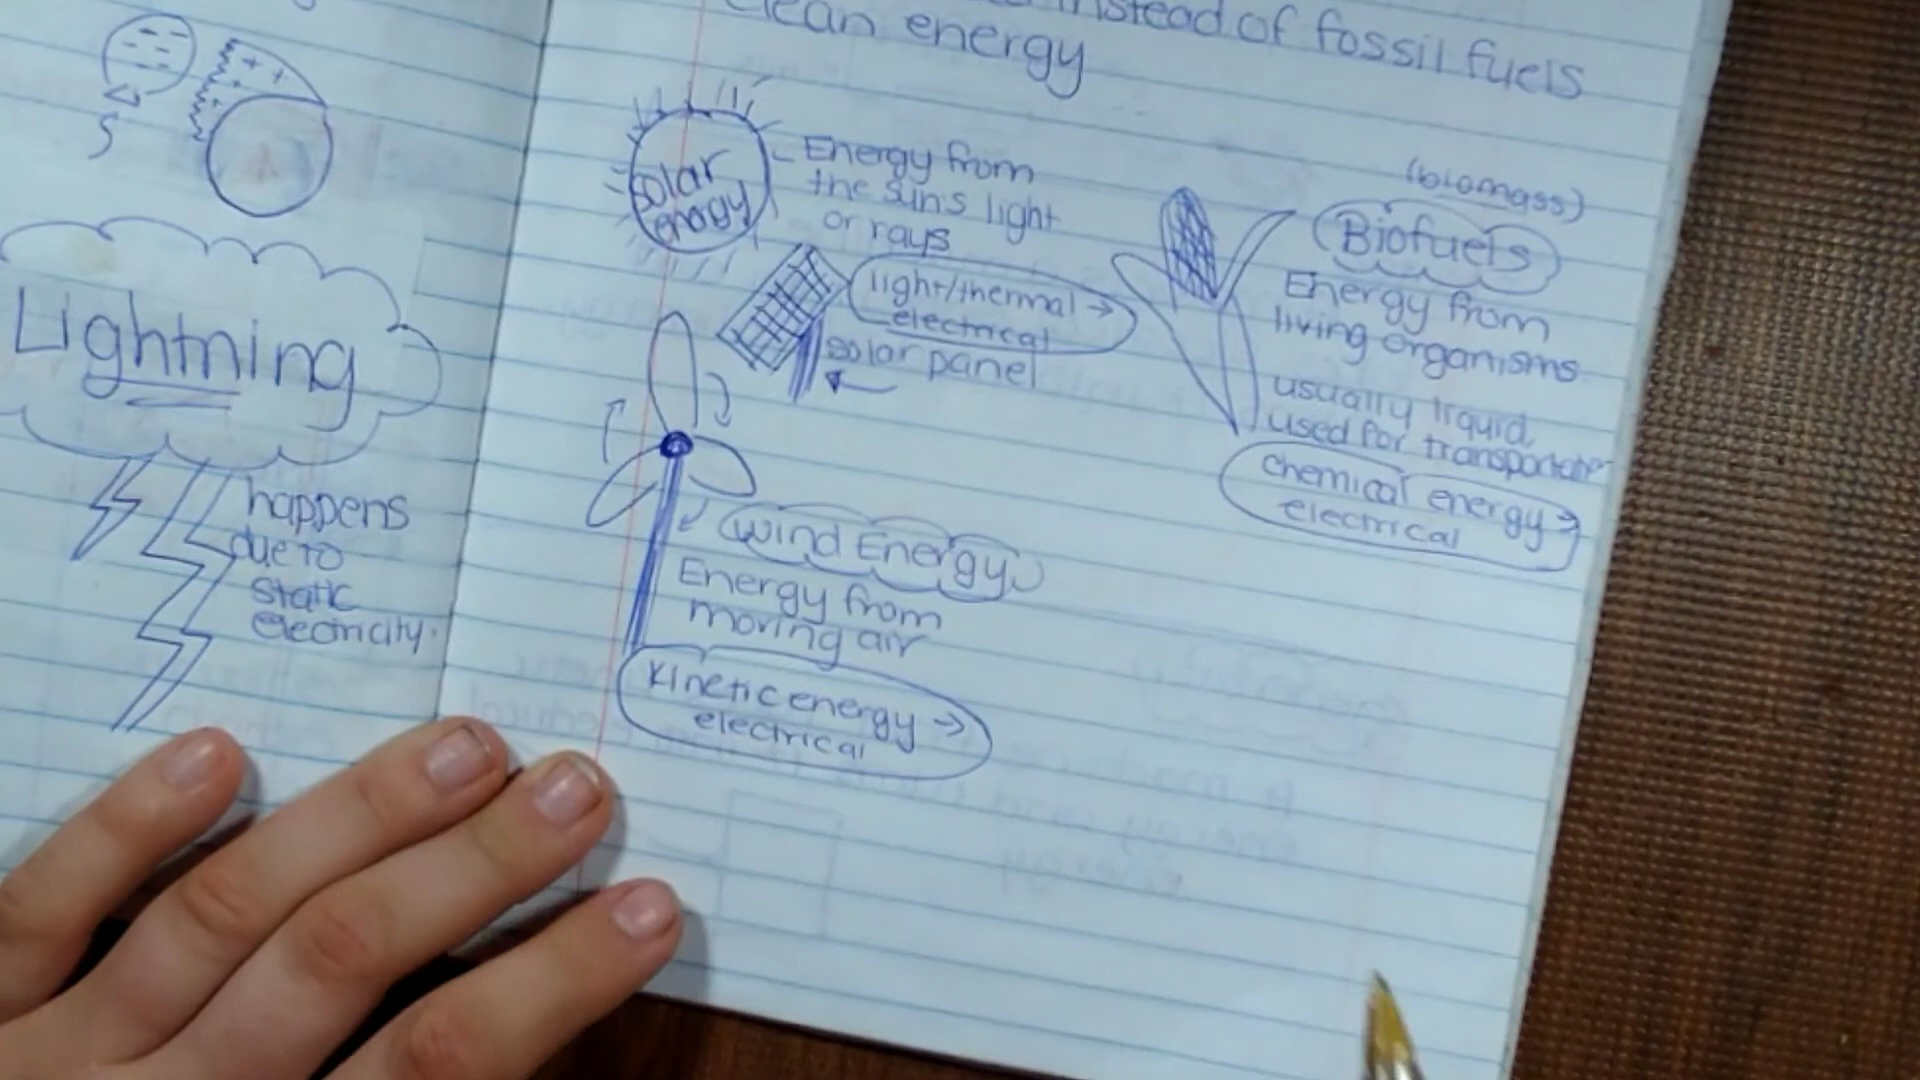 Lightning
happens
due to
static
electricity.
instead of fossil fuels
clean energy
solar
energy
Energy from
the sun's light
or rays
light/thermal →
electrical
solar panel
Wind Energy
Energy from
moving air
Kinetic energy →
electrical
(biomass)
Biofuels
Energy from
living organisms
usually liquid,
used for transportation
chemical energy →
electrical